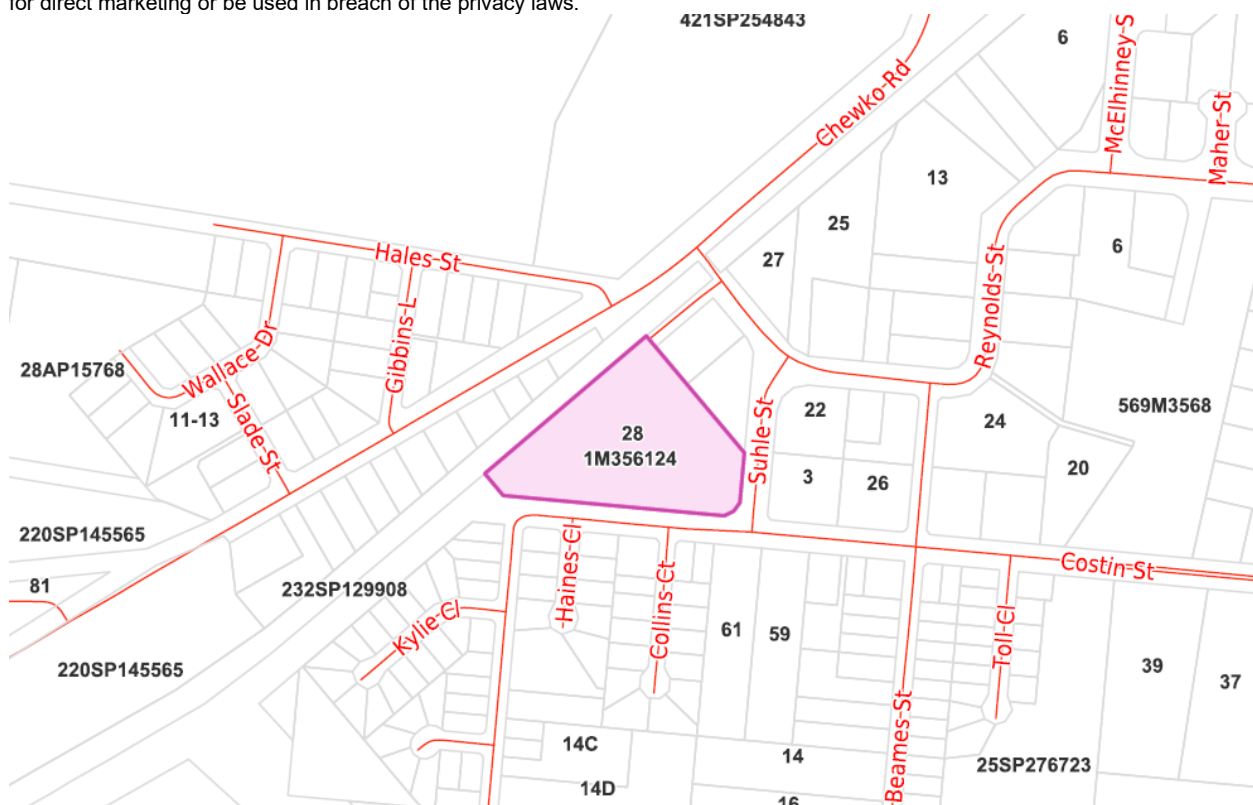 for direct marketing or be used in breach of the privacy laws.
421SP254843
6
McElhinney-S
Chewko-Rd
Maher-St
13
25
6
27
Hales-St
Reynolds-St
Gibbins-L
Wallace-Dr
28AP15768
11-13
Slade-St
28
1M356124
Suhle-St
22
24
569M3568
3
26
20
220SP145565
81
232SP129908
Haines-Cl
Collins-Ct
Costin-St
Kylie-Cl
61
59
Toll-Cl
220SP145565
39
37
Beames-St
14C
14
25SP276723
14D
16